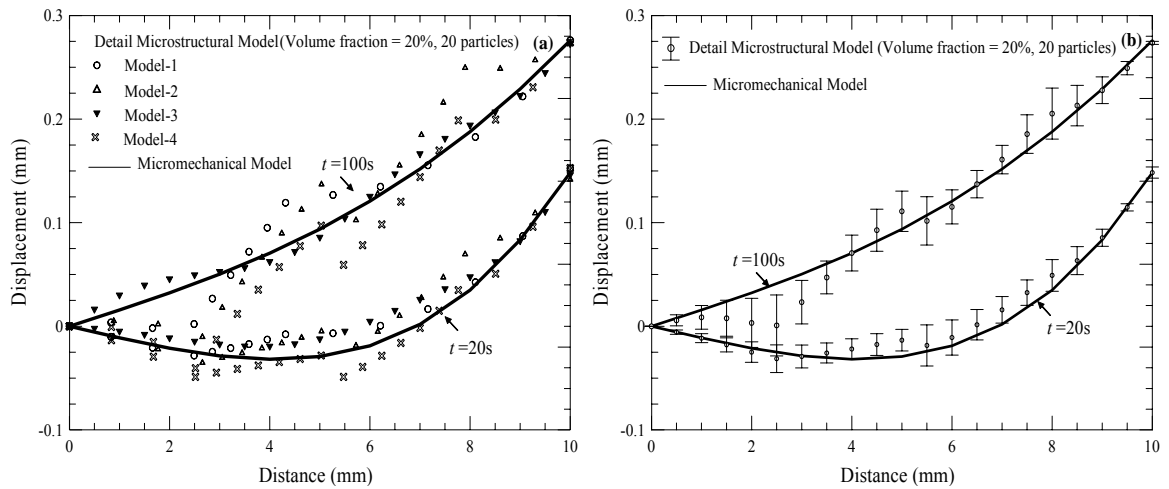 0.3
0.2
0.1
0
-0.1
Displacement (mm)
Detail Microstructural Model(Volume fraction = 20%, 20 particles) (a)
Model-1
Model-2
Model-3
Model-4
Micromechanical Model
t=100s
t=20s
0 2 4 6 8 10
Distance (mm)
0.3
0.2
0.1
0
-0.1
Displacement (mm)
(b)
Detail Microstructural Model (Volume fraction = 20%, 20 particles)
Micromechanical Model
t=100s
t=20s
0 2 4 6 8 10
Distance (mm)